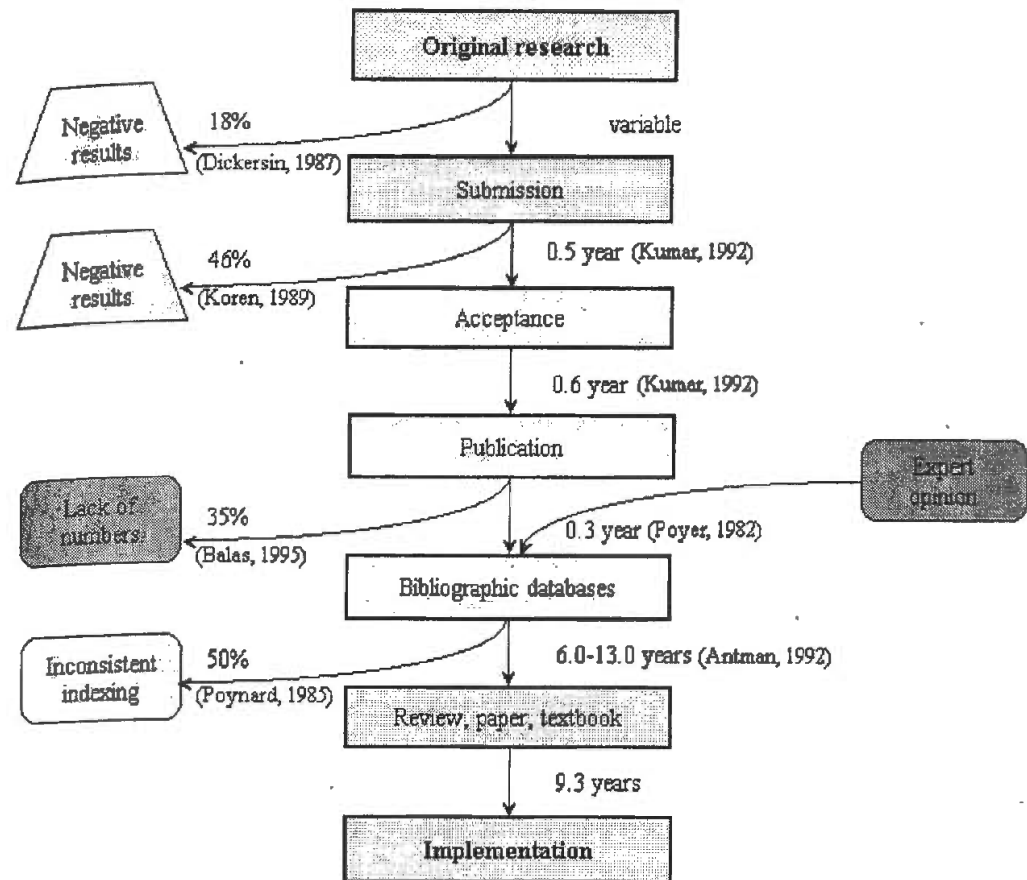 Original research
variable
Negative
results
18%
(Dickersin, 1987)
Submission
0.5 year (Kumar, 1992)
Negative
results
46%
(Koren, 1989)
Acceptance
0.6 year (Kumar, 1992)
Publication
Expert
opinion
Lack of
numbers
35%
(Balas, 1995)
0.3 year (Poyer, 1982)
Bibliographic databases
6.0-13.0 years (Antman, 1992)
Inconsistent
indexing
50%
(Poynard, 1985)
Review, paper, textbook
9.3 years
Implementation